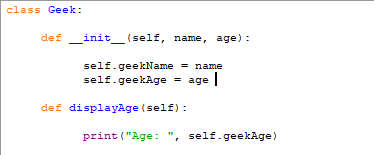 class Geek:
def __init__(self, name, age):
self.geekName = name
self.geekAge = age
def displayAge(self):
print("Age: ", self.geekAge)